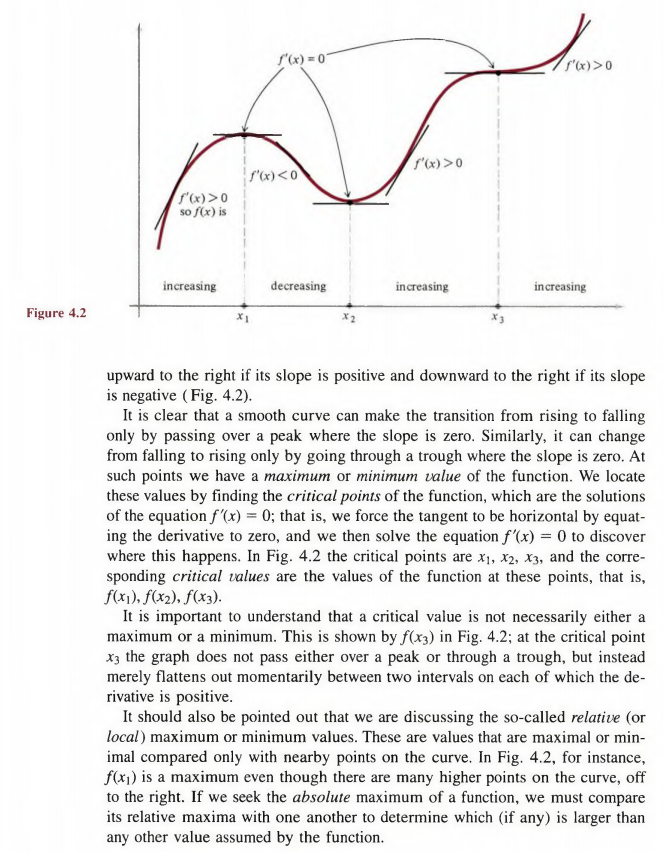 f'(x) = 0
f'(x) > 0
f'(x) > 0
f'(x) < 0
f'(x) > 0
so f(x) is
increasing decreasing increasing increasing
Figure 4.2
x1 x2 x3
upward to the right if its slope is positive and downward to the right if its slope
is negative (Fig. 4.2).
It is clear that a smooth curve can make the transition from rising to falling
only by passing over a peak where the slope is zero. Similarly, it can change
from falling to rising only by going through a trough where the slope is zero. At
such points we have a maximum or minimum value of the function. We locate
these values by finding the critical points of the function, which are the solutions
of the equation f'(x) = 0; that is, we force the tangent to be horizontal by equat-
ing the derivative to zero, and we then solve the equation f'(x) = 0 to discover
where this happens. In Fig. 4.2 the critical points are x1, x2, x3, and the corre-
sponding critical values are the values of the function at these points, that is,
f(x1), f(x2), f(x3).
It is important to understand that a critical value is not necessarily either a
maximum or a minimum. This is shown by f(x3) in Fig. 4.2; at the critical point
x3 the graph does not pass either over a peak or through a trough, but instead
merely flattens out momentarily between two intervals on each of which the de-
rivative is positive.
It should also be pointed out that we are discussing the so-called relative (or
local) maximum or minimum values. These are values that are maximal or min-
imal compared only with nearby points on the curve. In Fig. 4.2, for instance,
f(x1) is a maximum even though there are many higher points on the curve, off
to the right. If we seek the absolute maximum of a function, we must compare
its relative maxima with one another to determine which (if any) is larger than
any other value assumed by the function.